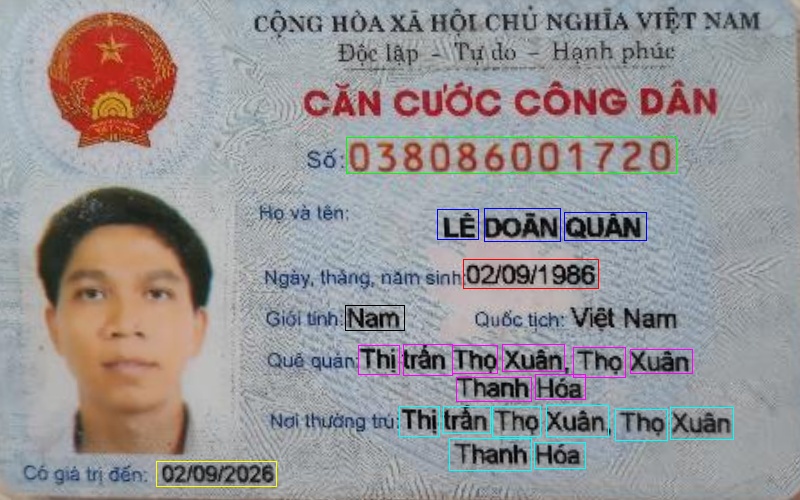 CỘNG HÒA XÃ HỘI CHỦ NGHĨA VIỆT NAM
Độc lập - Tự do - Hạnh phúc
CĂN CƯỚC CÔNG DÂN
Số: 038086001720
Họ và tên:
LÊ DOÃN QUÂN
Ngày, tháng, năm sinh: 02/09/1986
Giới tính: Nam Quốc tịch: Việt Nam
Quê quán: Thị trấn Thọ Xuân, Thọ Xuân
Thanh Hóa
Nơi thường trú: Thị trấn Thọ Xuân, Thọ Xuân
Thanh Hóa
Có giá trị đến: 02/09/2026